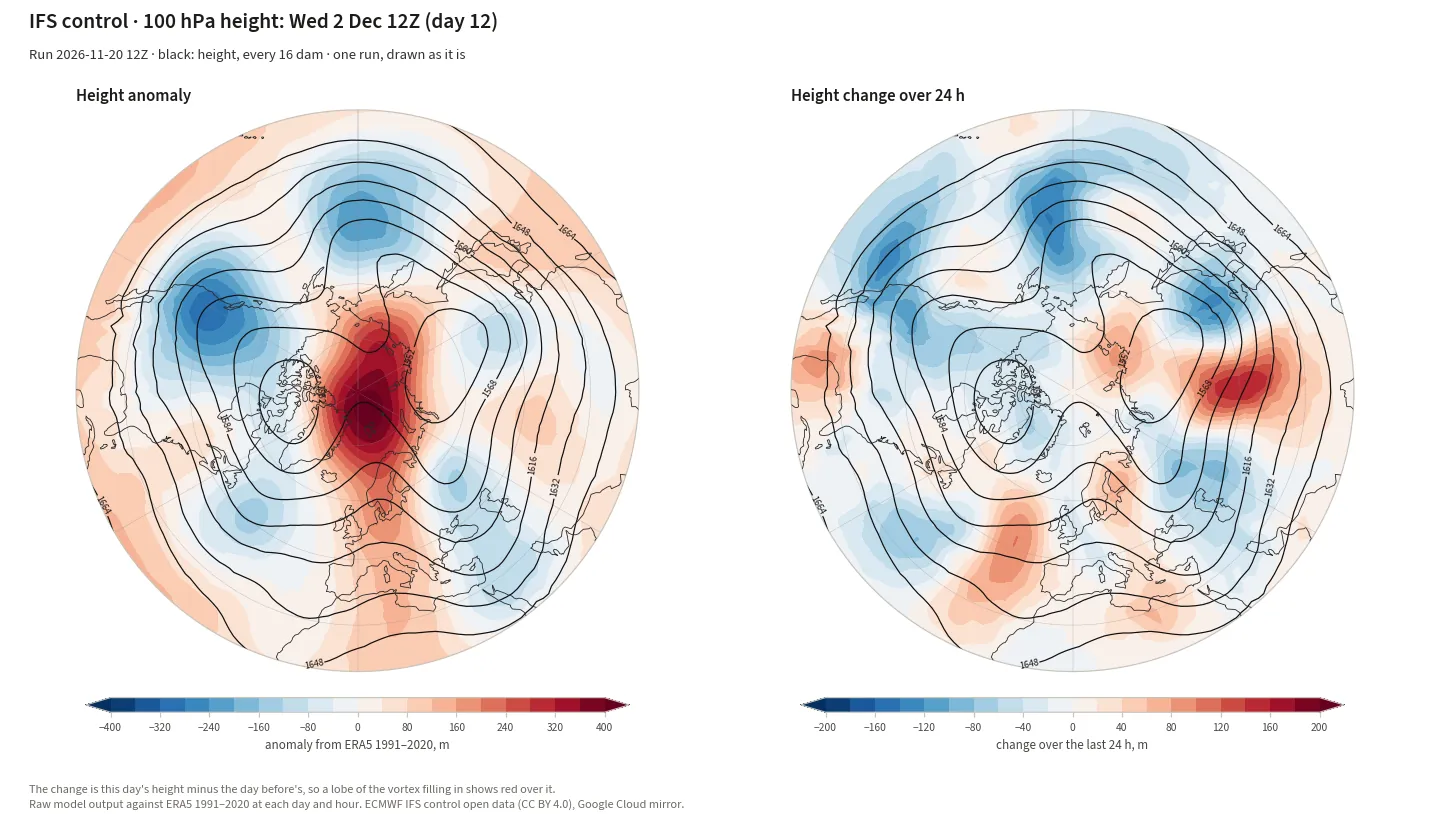 IFS control · 100 hPa height: Wed 2 Dec 12Z (day 12)
Run 2026-11-20 12Z · black: height, every 16 dam · one run, drawn as it is
Height anomaly
Height change over 24 h
1648
1664
1600
1552
1568
1584
1616
1632
1664
1648
1648
1664
1600
1552
1568
1584
1616
1632
1664
1648
−400 −320 −240 −160 −80 0 80 160 240 320 400
anomaly from ERA5 1991–2020, m
−200 −160 −120 −80 −40 0 40 80 120 160 200
change over the last 24 h, m
The change is this day's height minus the day before's, so a lobe of the vortex filling in shows red over it.
Raw model output against ERA5 1991–2020 at each day and hour. ECMWF IFS control open data (CC BY 4.0), Google Cloud mirror.